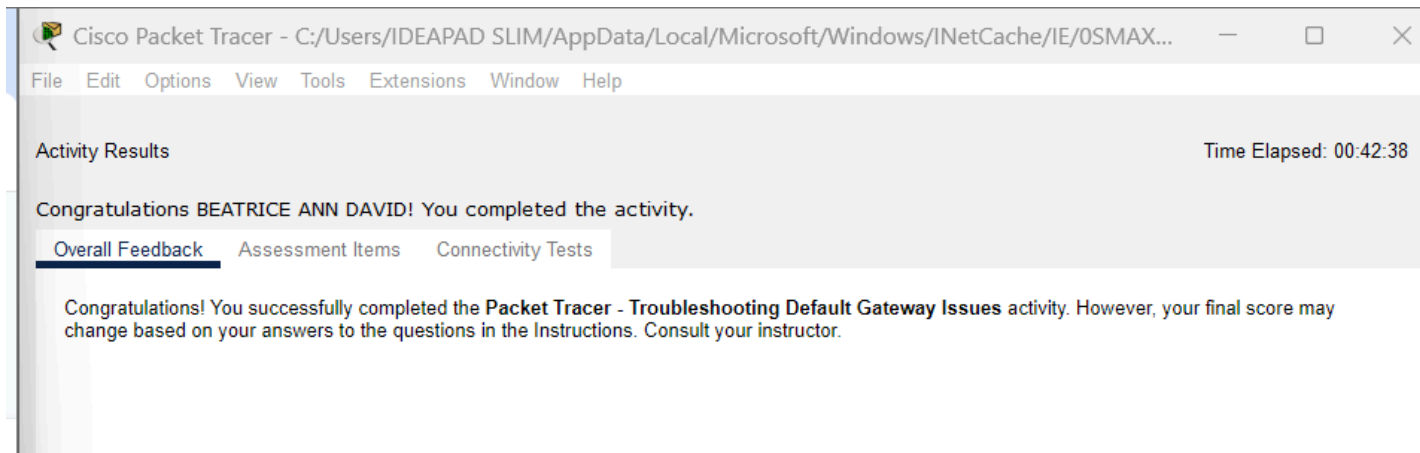 Cisco Packet Tracer - C:/Users/IDEAPAD SLIM/AppData/Local/Microsoft/Windows/INetCache/IE/0SMAX...
File Edit Options View Tools Extensions Window Help
Activity Results Time Elapsed: 00:42:38
Congratulations BEATRICE ANN DAVID! You completed the activity.
Overall Feedback Assessment Items Connectivity Tests
Congratulations! You successfully completed the Packet Tracer - Troubleshooting Default Gateway Issues activity. However, your final score may
change based on your answers to the questions in the Instructions. Consult your instructor.